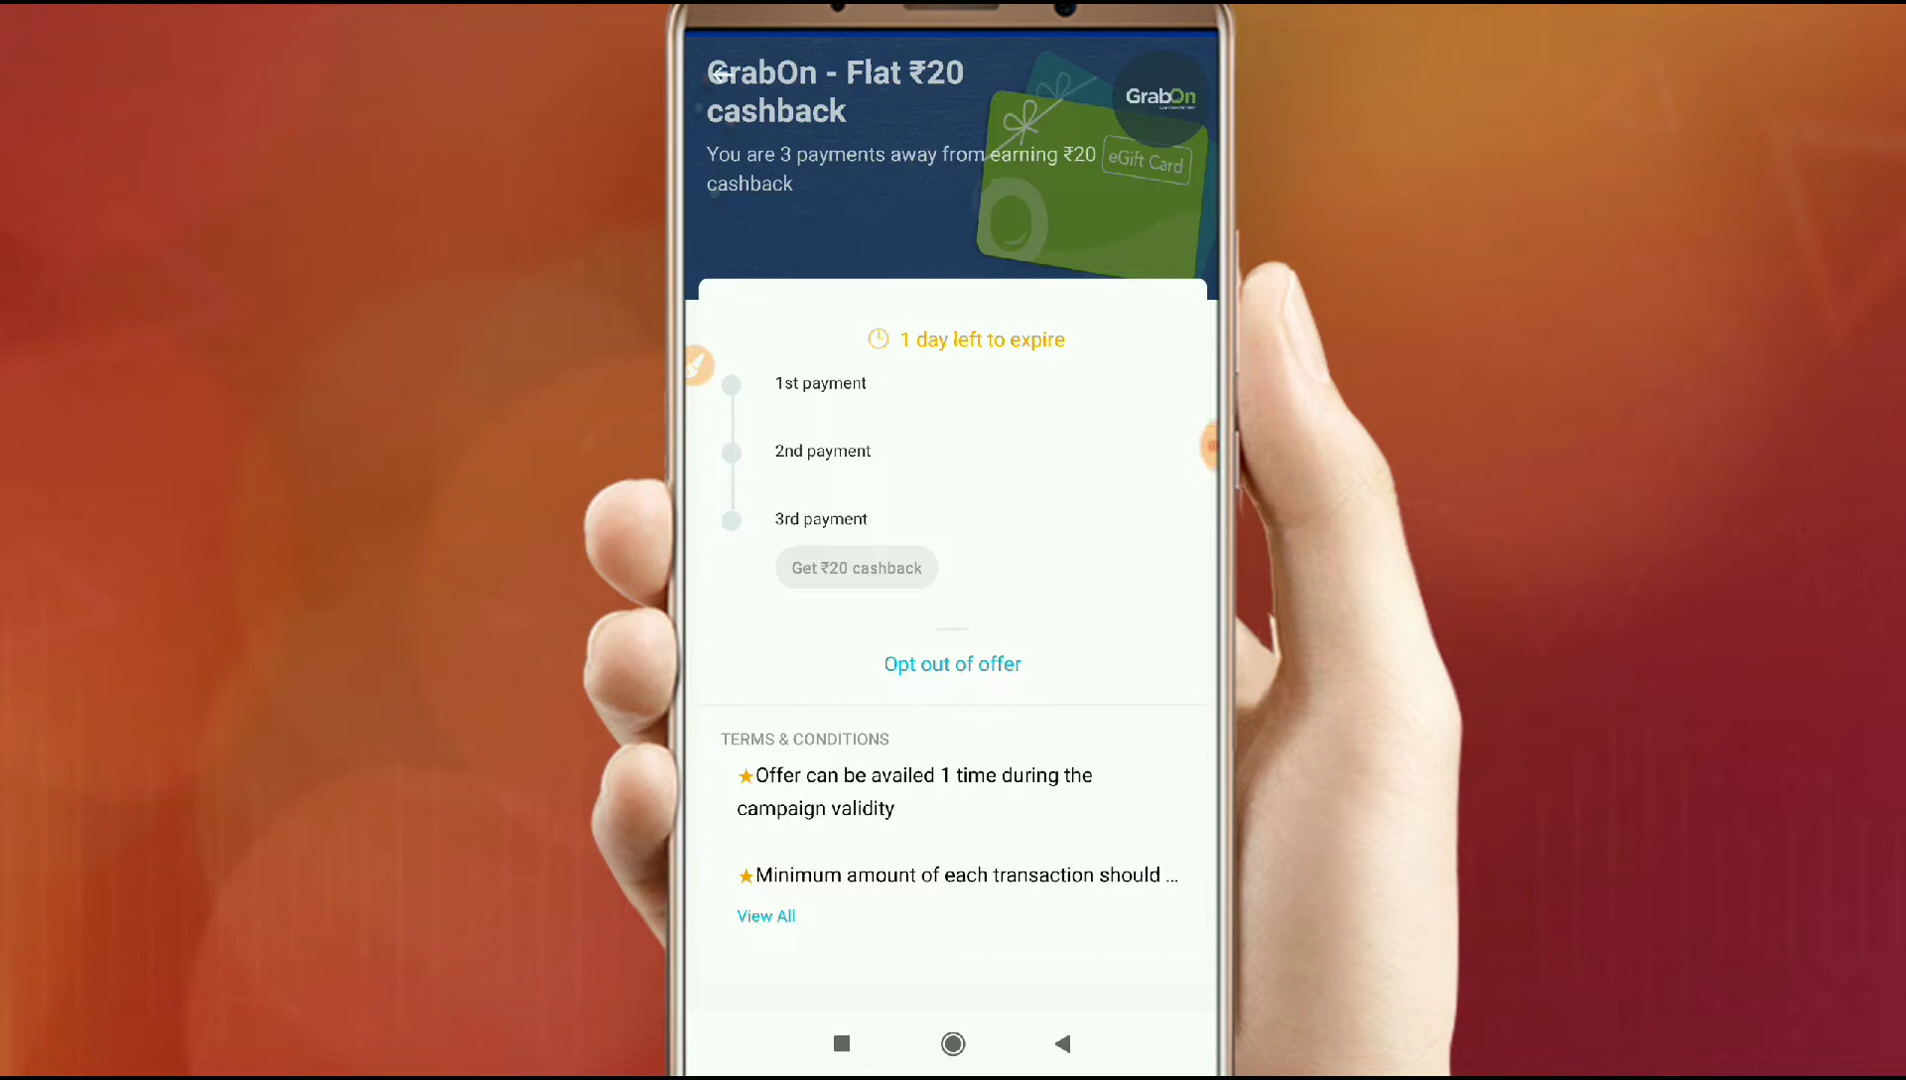 GrabOn - Flat ₹20
cashback
GrabOn
You are 3 payments away from earning ₹20
cashback
eGift Card
1 day left to expire
1st payment
2nd payment
3rd payment
Get ₹20 cashback
Opt out of offer
TERMS & CONDITIONS
★Offer can be availed 1 time during the
campaign validity
★Minimum amount of each transaction should ...
View All